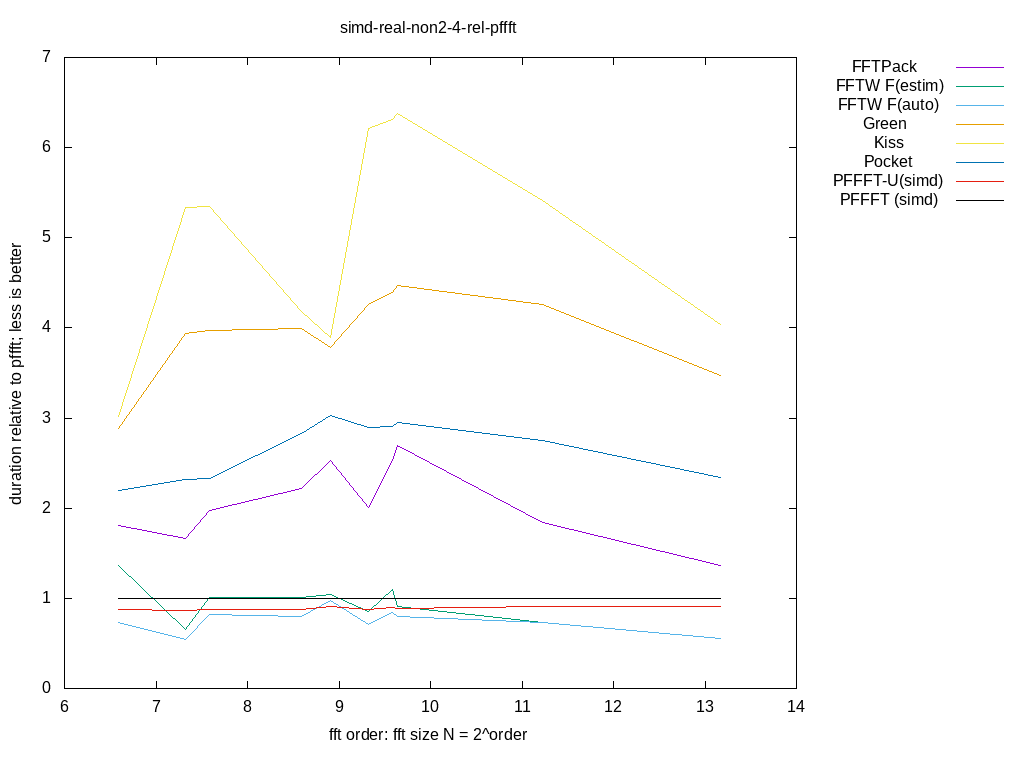 simd-real-non2-4-rel-pffft
7
6
5
4
3
2
1
0
duration relative to pffft; less is better
6 7 8 9 10 11 12 13 14
fft order: fft size N = 2^order
FFTPack
FFTW F(estim)
FFTW F(auto)
Green
Kiss
Pocket
PFFFT-U(simd)
PFFFT (simd)